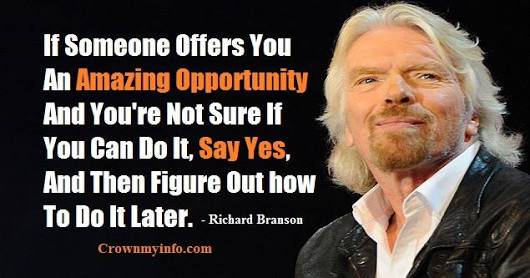 If Someone Offers You
An Amazing Opportunity
And You're Not Sure If
You Can Do It, Say Yes,
And Then Figure Out how
To Do It Later. - Richard Branson
Crownmyinfo.com